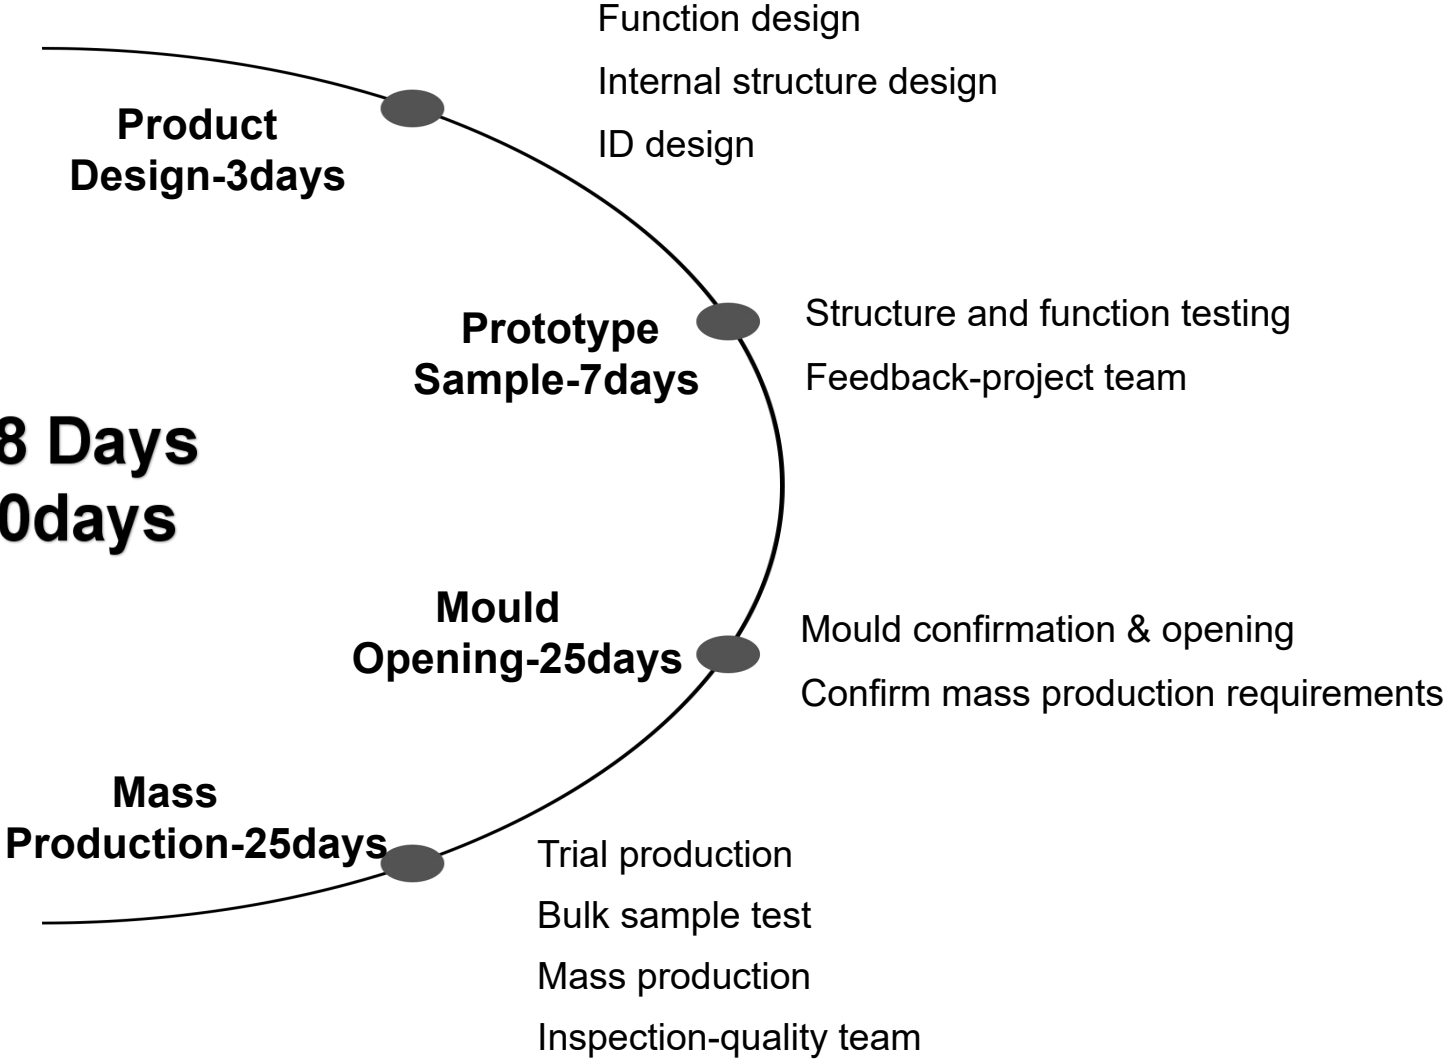 Function design
Internal structure design
ID design
Product
Design-3days
Structure and function testing
Feedback-project team
Prototype
Sample-7days
8 Days
0days
Mould
Opening-25days
Mould confirmation & opening
Confirm mass production requirements
Mass
Production-25days
Trial production
Bulk sample test
Mass production
Inspection-quality team